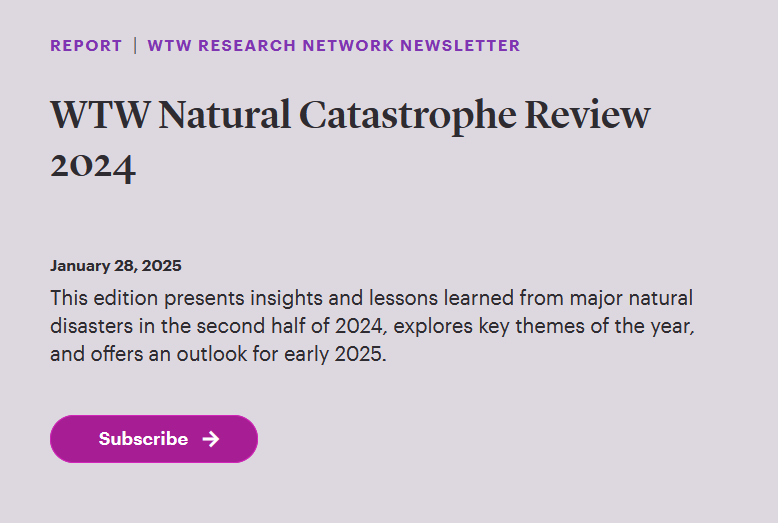 REPORT | WTW RESEARCH NETWORK NEWSLETTER
WTW Natural Catastrophe Review
2024
January 28, 2025
This edition presents insights and lessons learned from major natural
disasters in the second half of 2024, explores key themes of the year,
and offers an outlook for early 2025.
Subscribe →